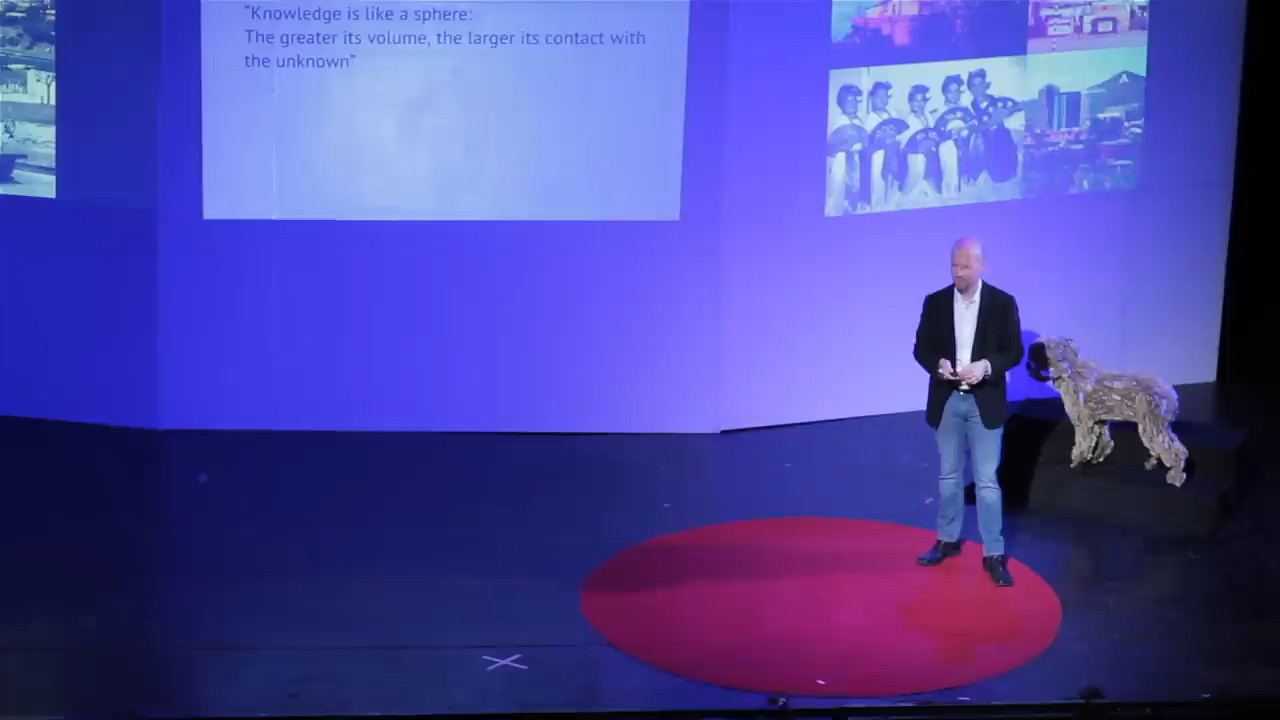 “Knowledge is like a sphere:
The greater its volume, the larger its contact with
the unknown”
A